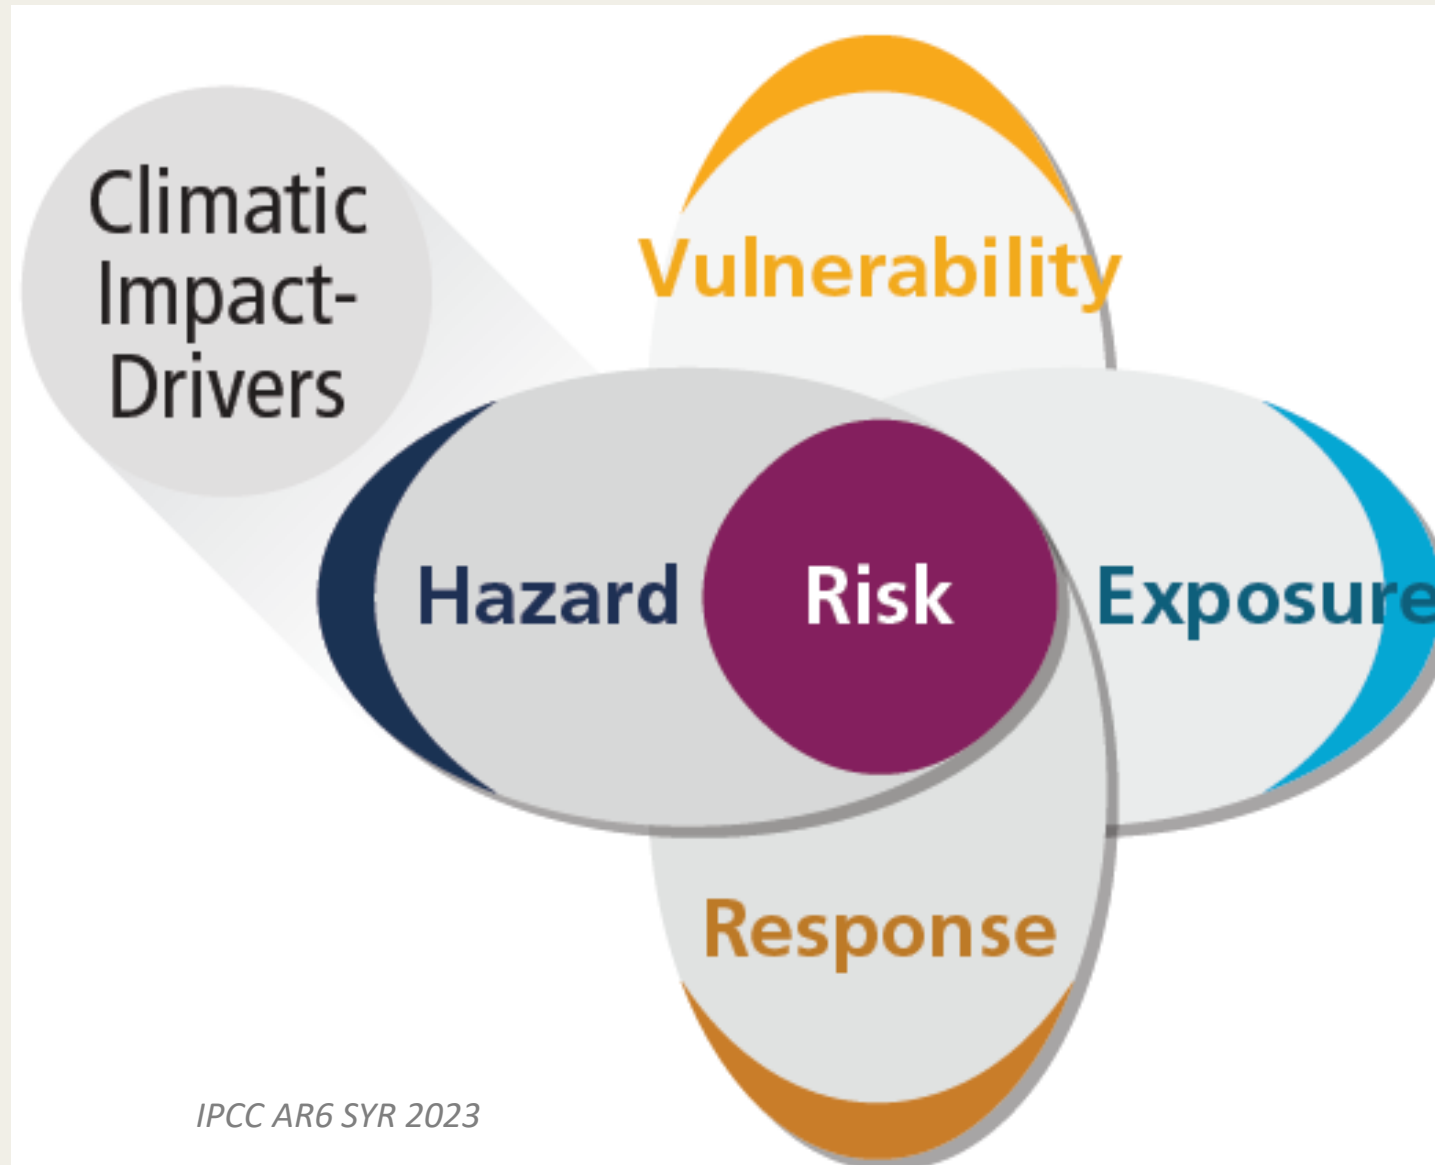 Climatic
Impact-
Drivers
Vulnerability
Hazard
Risk
Exposure
Response
IPCC AR6 SYR 2023